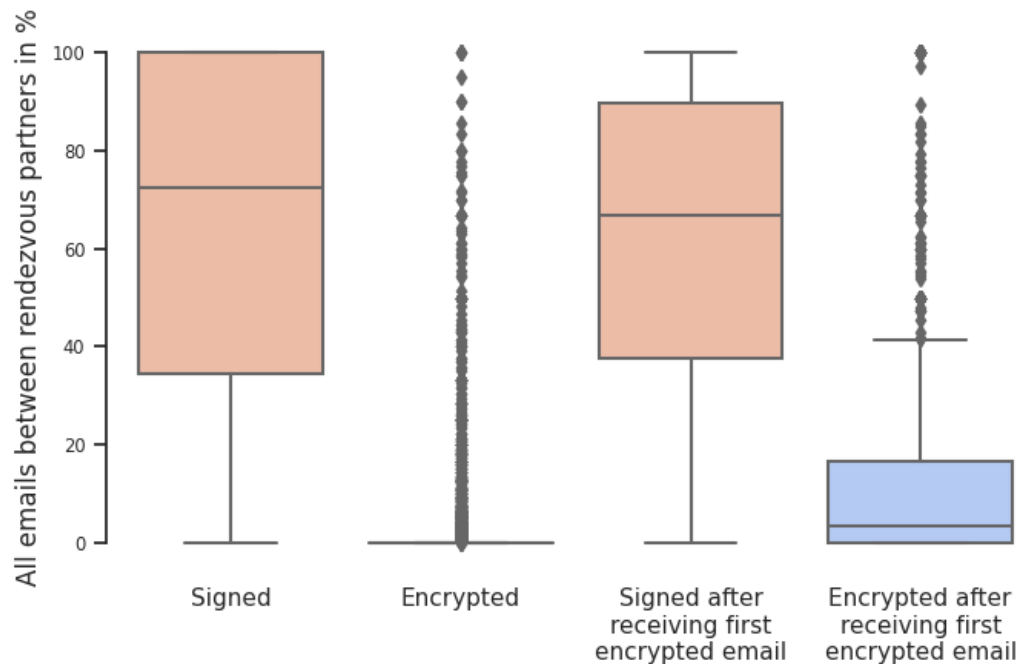 All emails between rendezvous partners in %
100
80
60
40
20
0
Signed
Encrypted
Signed after
receiving first
encrypted email
Encrypted after
receiving first
encrypted email